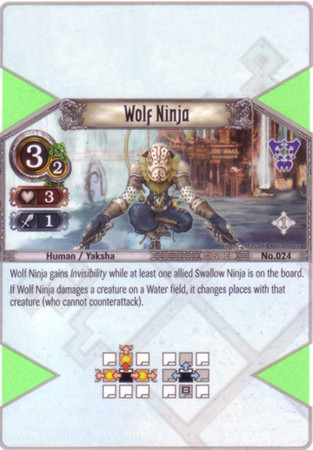 Wolf Ninja
3
2
3
1
1
Human / Yaksha
No.024
Wolf Ninja gains Invisibility while at least one allied Swallow Ninja is on the board.
If Wolf Ninja damages a creature on a Water field, it changes places with that
creature (who cannot counterattack).